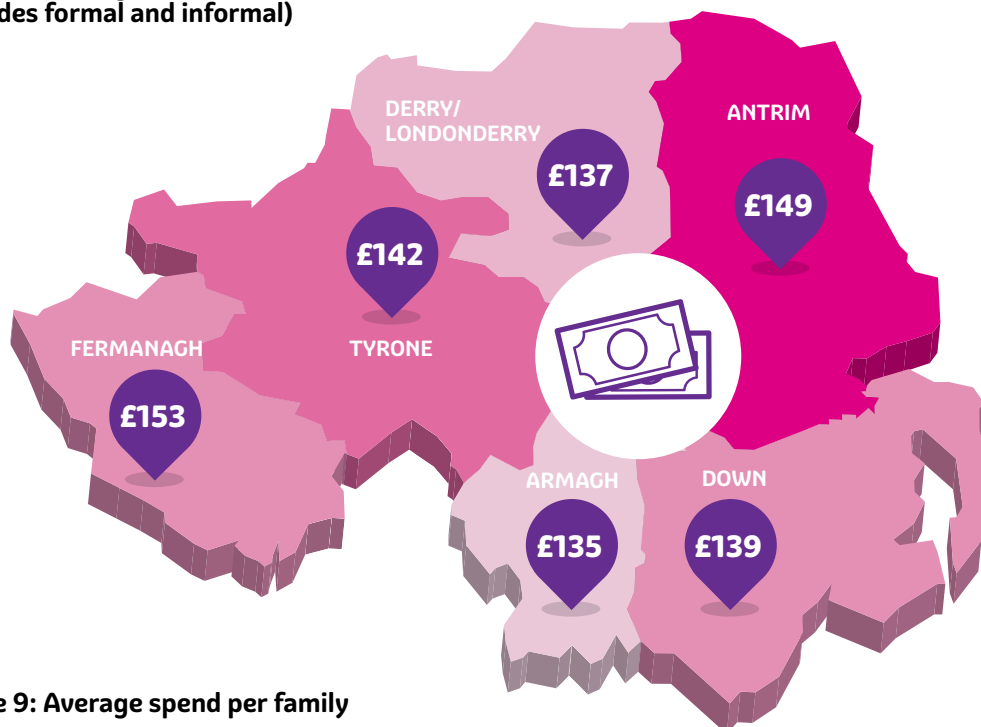 des formal and informal)
DERRY/
LONDONDERRY
ANTRIM
£137
£149
£142
FERMANAGH
TYRONE
£153
ARMAGH
DOWN
£135
£139
e 9: Average spend per family